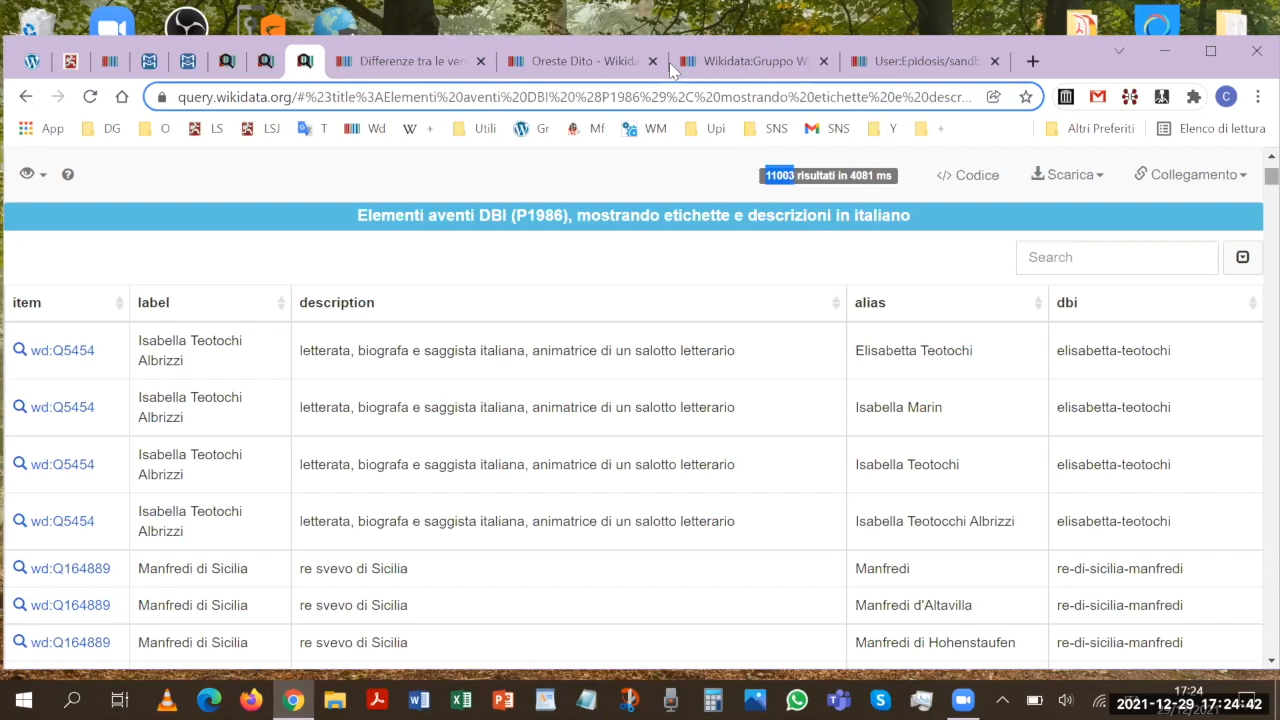 Differenze tra le ver
Oreste Dito - Wikida
Wikidata:Gruppo W
User:Epìdosis/sandb
query.wikidata.org/#%23title%3AElementi%20aventi%20DBI%20%28P1986%29%2C%20mostrando%20etichette%20e%20descr...
C
App
DG
O
LS
LSJ
T
Wd
+
Utili
Gr
Mf
WM
Upi
SNS
SNS
Y
+
Altri Preferiti
Elenco di lettura
11003 risultati in 4081 ms
</> Codice
Scarica
Collegamento
Elementi aventi DBI (P1986), mostrando etichette e descrizioni in italiano
Search
item label description alias dbi
wd:Q5454 Isabella Teotochi Albrizzi letterata, biografa e saggista italiana, animatrice di un salotto letterario Elisabetta Teotochi elisabetta-teotochi
wd:Q5454 Isabella Teotochi Albrizzi letterata, biografa e saggista italiana, animatrice di un salotto letterario Isabella Marin elisabetta-teotochi
wd:Q5454 Isabella Teotochi Albrizzi letterata, biografa e saggista italiana, animatrice di un salotto letterario Isabella Teotochi elisabetta-teotochi
wd:Q5454 Isabella Teotochi Albrizzi letterata, biografa e saggista italiana, animatrice di un salotto letterario Isabella Teotocchi Albrizzi elisabetta-teotochi
wd:Q164889 Manfredi di Sicilia re svevo di Sicilia Manfredi re-di-sicilia-manfredi
wd:Q164889 Manfredi di Sicilia re svevo di Sicilia Manfredi d'Altavilla re-di-sicilia-manfredi
wd:Q164889 Manfredi di Sicilia re svevo di Sicilia Manfredi di Hohenstaufen re-di-sicilia-manfredi
17:24
2021-12-29 17:24:42